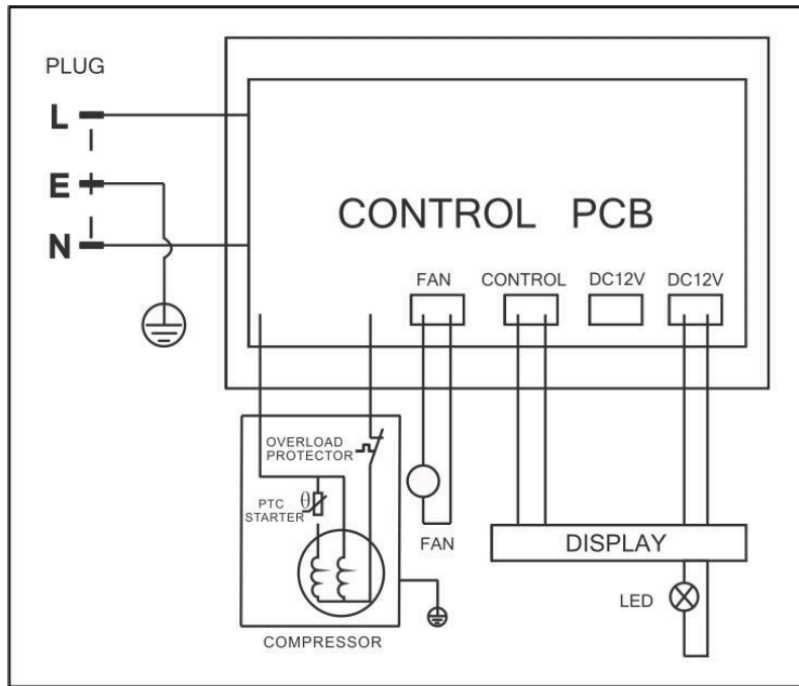 PLUG
L
E
N
CONTROL PCB
FAN
CONTROL
DC12V
DC12V
OVERLOAD
PROTECTOR
PTC
STARTER
θ
FAN
DISPLAY
LED
COMPRESSOR